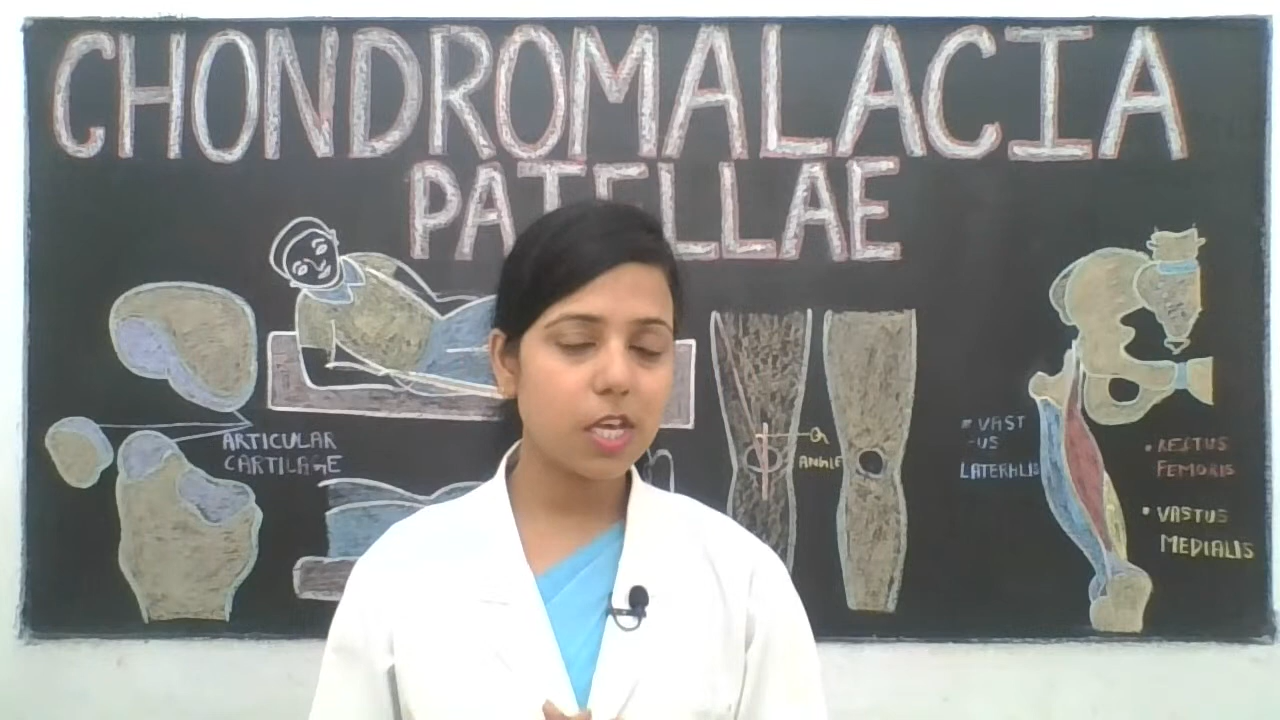 CHONDROMALACIA
PATELLAE
ARTICULAR
CARTILAGE
Q
ANGLE
• VAST
-US
LATERALIS
• RECTUS
FEMORIS
• VASTUS
MEDIALIS